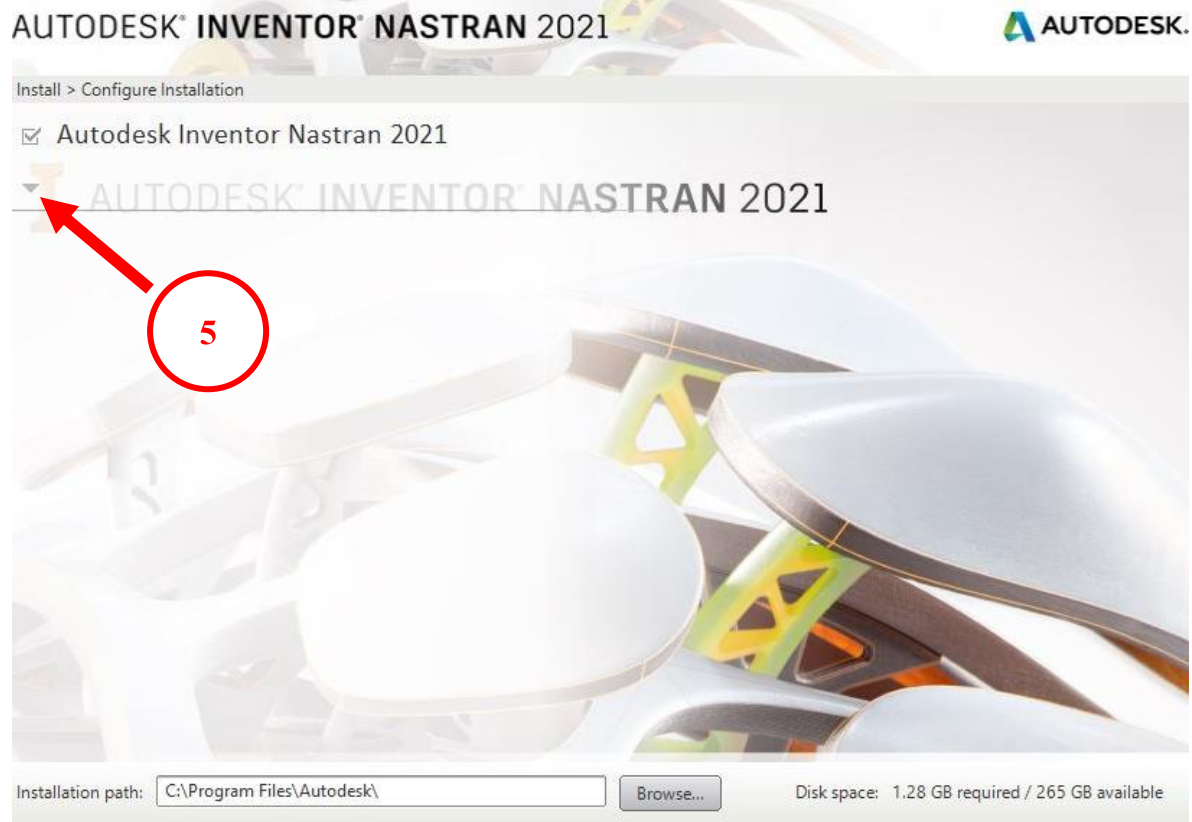 AUTODESK® INVENTOR® NASTRAN 2021
AUTODESK.
Install > Configure Installation
Autodesk Inventor Nastran 2021
AUTODESK® INVENTOR® NASTRAN 2021
5
Installation path: C:\Program Files\Autodesk\ Browse... Disk space: 1.28 GB required / 265 GB available